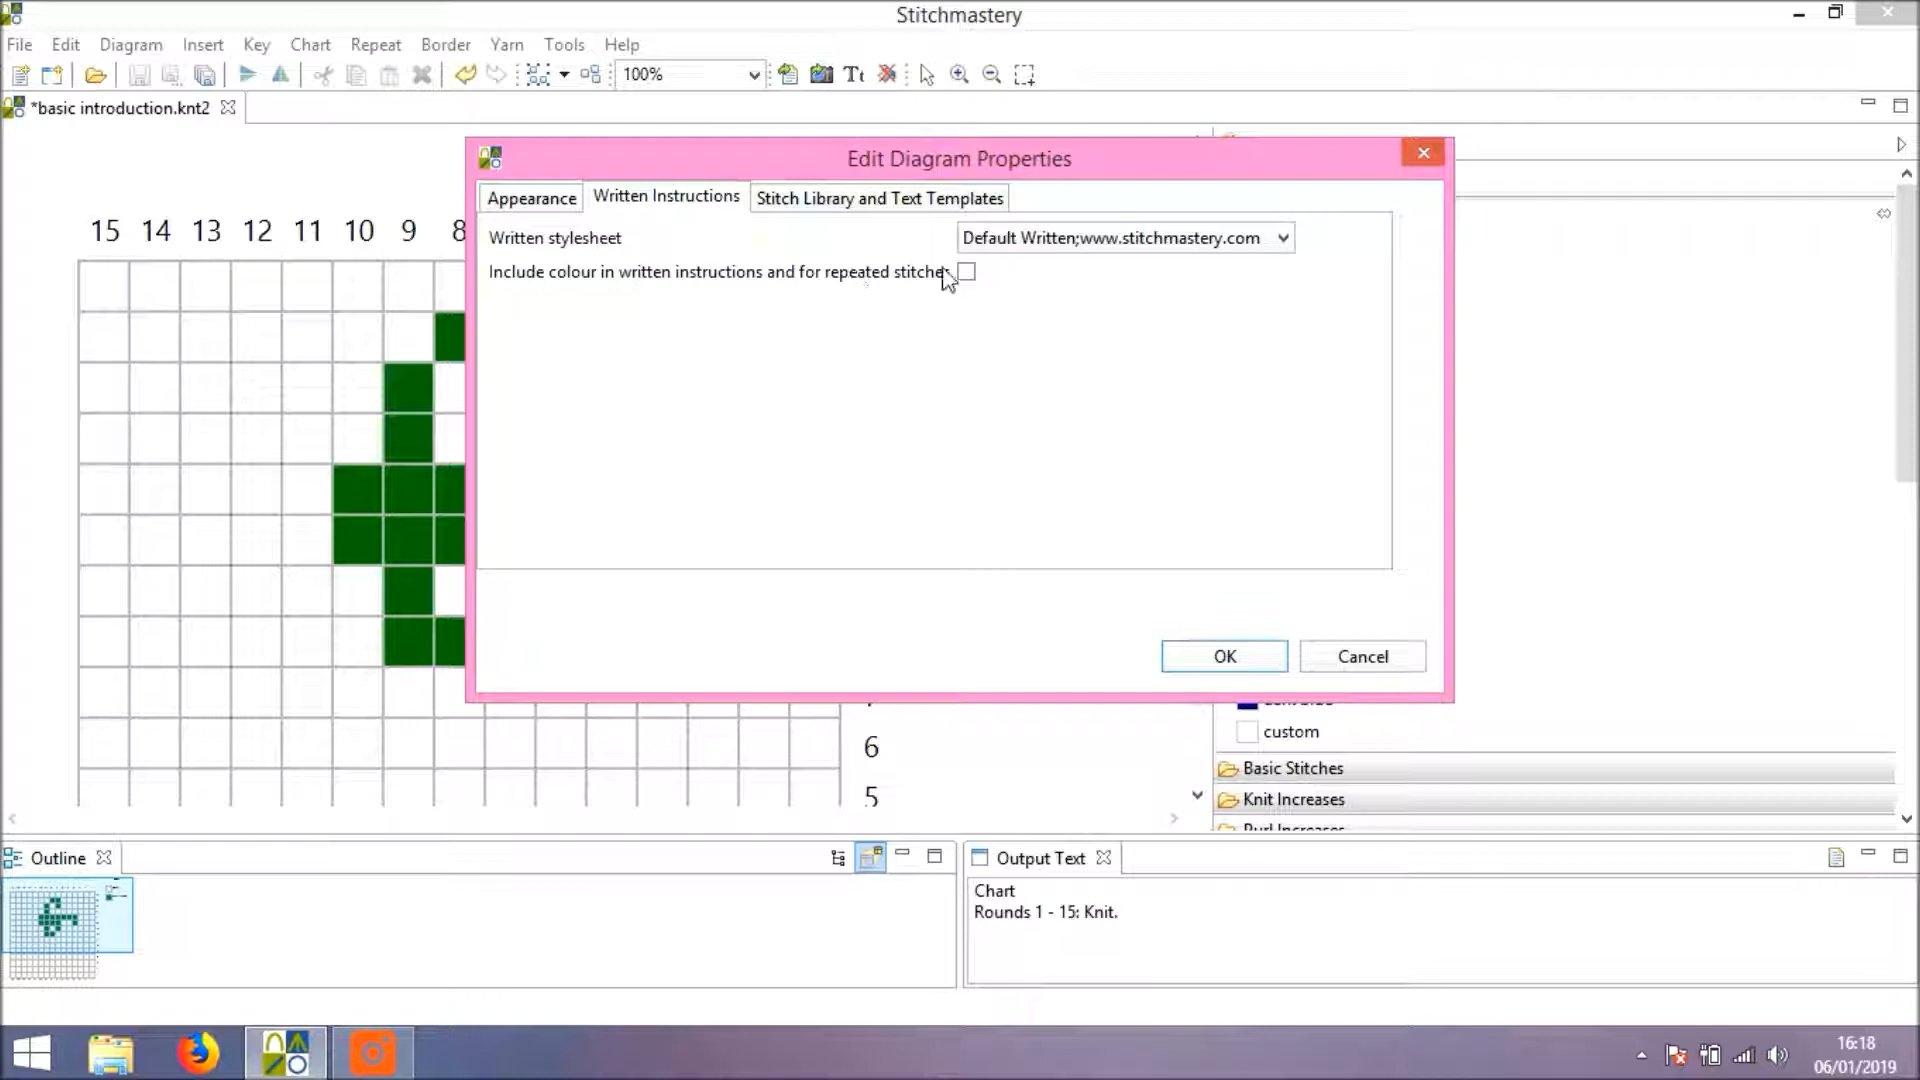 Stitchmastery
File Edit Diagram Insert Key Chart Repeat Border Yarn Tools Help
100%
Tt
*basic introduction.knt2
Edit Diagram Properties
Appearance Written Instructions Stitch Library and Text Templates
Written stylesheet Default Written;www.stitchmastery.com
Include colour in written instructions and for repeated
15 14 13 12 11 10 9 8
OK Cancel
custom
6
Basic Stitches
5
Knit Increases
Purl Increases
Outline
Output Text
Chart
Rounds 1 - 15: Knit.
16:18
06/01/2019